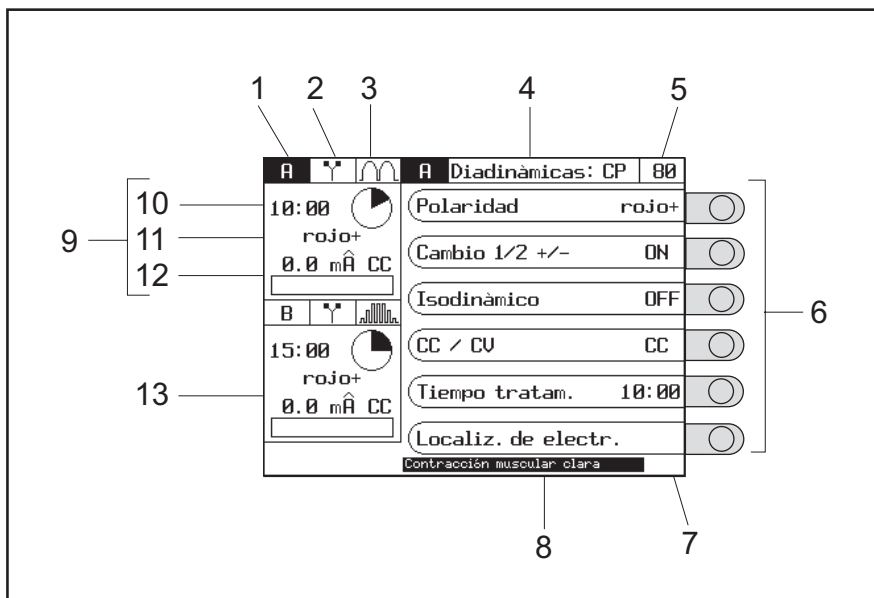 1 2 3 4 5
A A Diadinàmicas: CP 80
10:00 Polaridad rojo+
rojo+
0.0 mÂ CC Cambio 1/2 +/- ON
B Isodinàmico OFF
15:00 CC / CV CC
rojo+
0.0 mÂ CC Tiempo tratam. 10:00
Localiz. de electr.
Contracción muscular clara
9
10
11
12
13
6
7
8